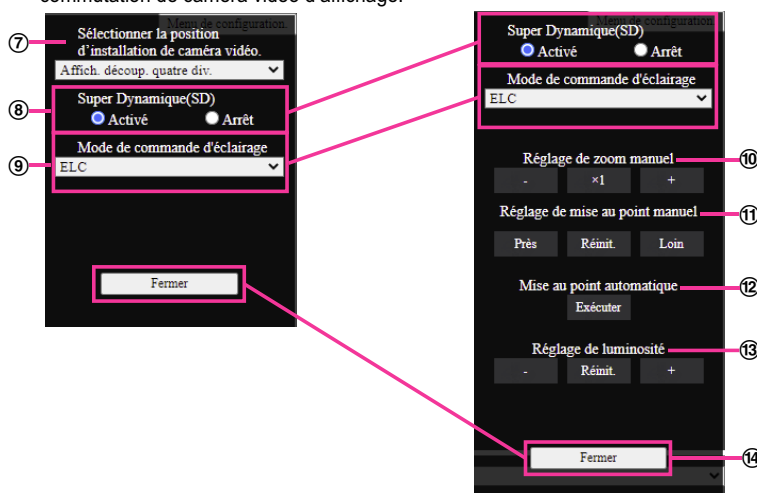 commutation de caméra vidéo d'affichage.
Menu de configuration.
⑦
Sélectionner la position
d'installation de caméra vidéo.
Affich. découp. quatre div.
⑧
Super Dynamique(SD)
Activé Arrêt
⑨
Mode de commande d'éclairage
ELC
Fermer
Menu de configuration.
Super Dynamique(SD)
Activé Arrêt
Mode de commande d'éclairage
ELC
Réglage de zoom manuel ⑩
- ×1 +
Réglage de mise au point manuel ⑪
Près Réinit. Loin
Mise au point automatique ⑫
Exécuter
Réglage de luminosité ⑬
- Réinit. +
Fermer ⑭